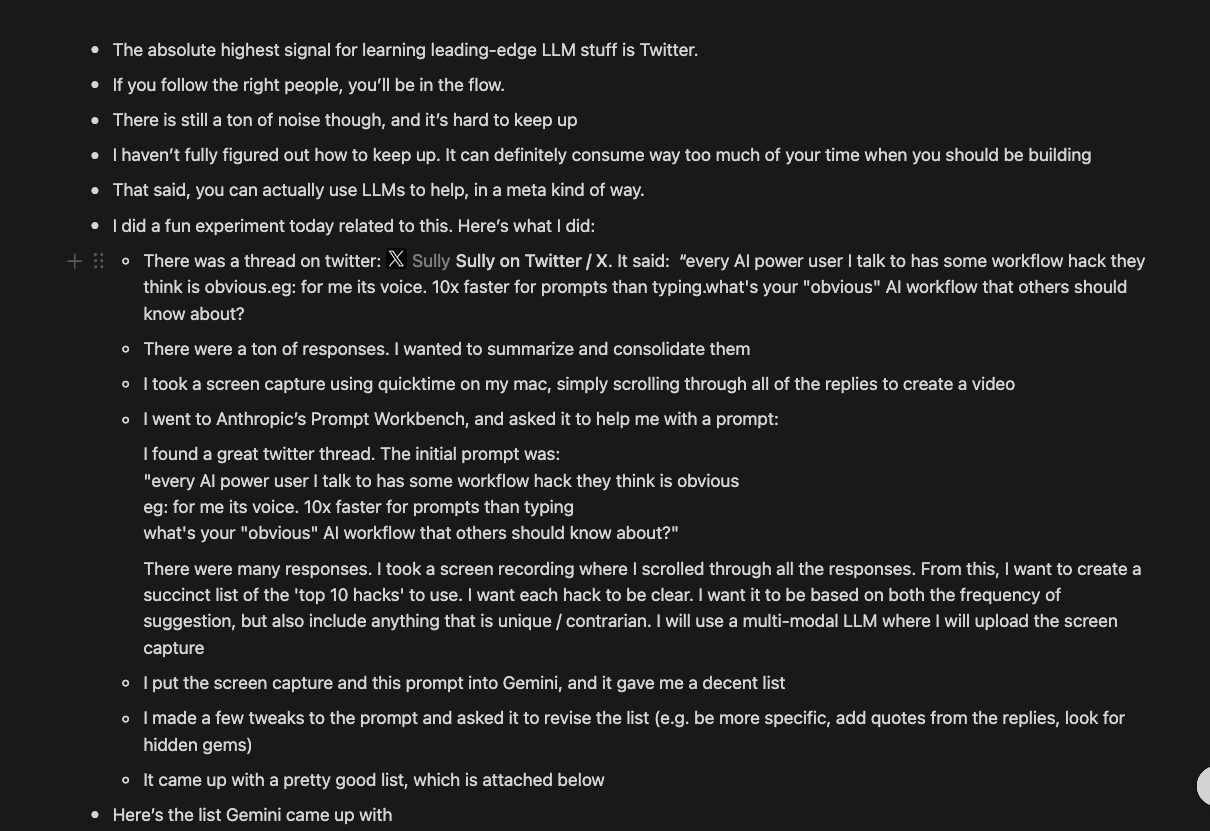 The absolute highest signal for learning leading-edge LLM stuff is Twitter.
If you follow the right people, you’ll be in the flow.
There is still a ton of noise though, and it’s hard to keep up
I haven’t fully figured out how to keep up. It can definitely consume way too much of your time when you should be building
That said, you can actually use LLMs to help, in a meta kind of way.
I did a fun experiment today related to this. Here’s what I did:
There was a thread on twitter: X Sully Sully on Twitter / X. It said:  “every AI power user I talk to has some workflow hack they
think is obvious.eg: for me its voice. 10x faster for prompts than typing.what's your "obvious" AI workflow that others should
know about?
There were a ton of responses. I wanted to summarize and consolidate them
I took a screen capture using quicktime on my mac, simply scrolling through all of the replies to create a video
I went to Anthropic’s Prompt Workbench, and asked it to help me with a prompt:
I found a great twitter thread. The initial prompt was:
"every AI power user I talk to has some workflow hack they think is obvious
eg: for me its voice. 10x faster for prompts than typing
what's your "obvious" AI workflow that others should know about?"
There were many responses. I took a screen recording where I scrolled through all the responses. From this, I want to create a
succinct list of the 'top 10 hacks' to use. I want each hack to be clear. I want it to be based on both the frequency of
suggestion, but also include anything that is unique / contrarian. I will use a multi-modal LLM where I will upload the screen
capture
I put the screen capture and this prompt into Gemini, and it gave me a decent list
I made a few tweaks to the prompt and asked it to revise the list (e.g. be more specific, add quotes from the replies, look for
hidden gems)
It came up with a pretty good list, which is attached below
Here’s the list Gemini came up with